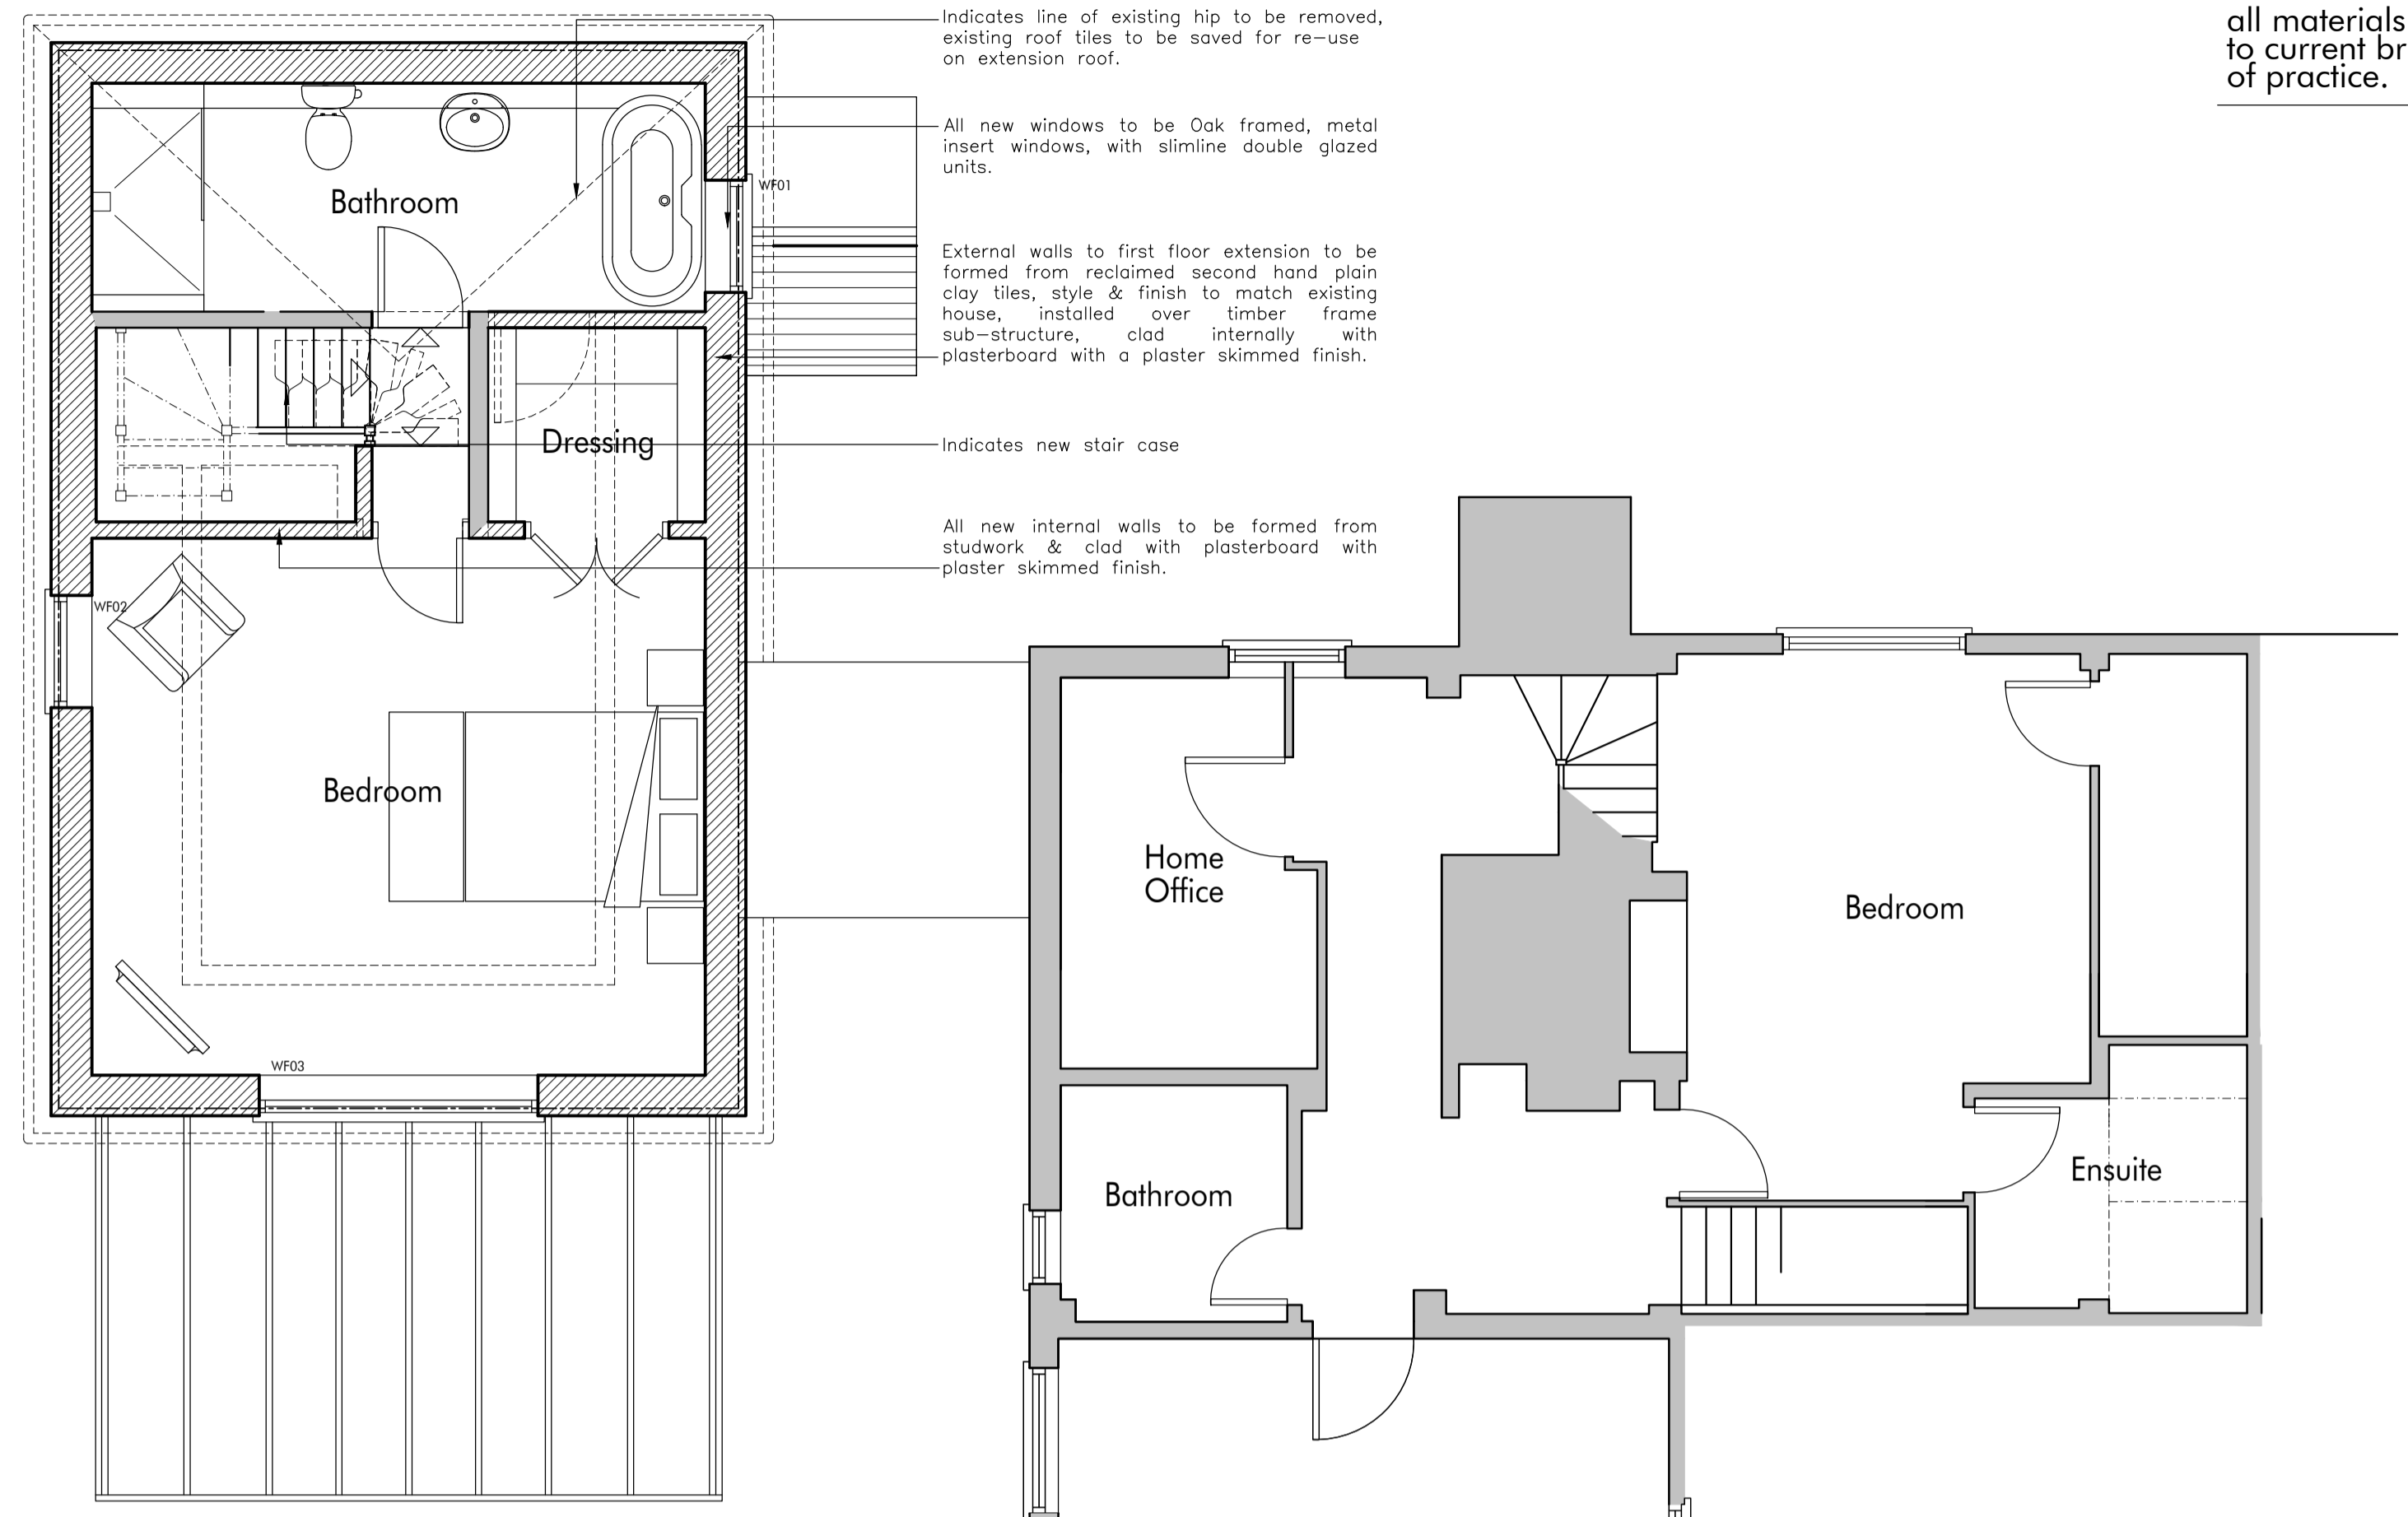 Indicates line of existing hip to be removed,
existing roof tiles to be saved for re-use
on extension roof.
all materials
to current br
of practice.
All new windows to be Oak framed, metal
insert windows, with slimline double glazed
units.
WF01
Bathroom
External walls to first floor extension to be
formed from reclaimed second hand plain
clay tiles, style & finish to match existing
house, installed over timber frame
sub-structure, clad internally with
plasterboard with a plaster skimmed finish.
Dressing
Indicates new stair case
All new internal walls to be formed from
studwork & clad with plasterboard with
plaster skimmed finish.
WF02
Bedroom
WF03
Home
Office
Bedroom
Bathroom
Ensuite